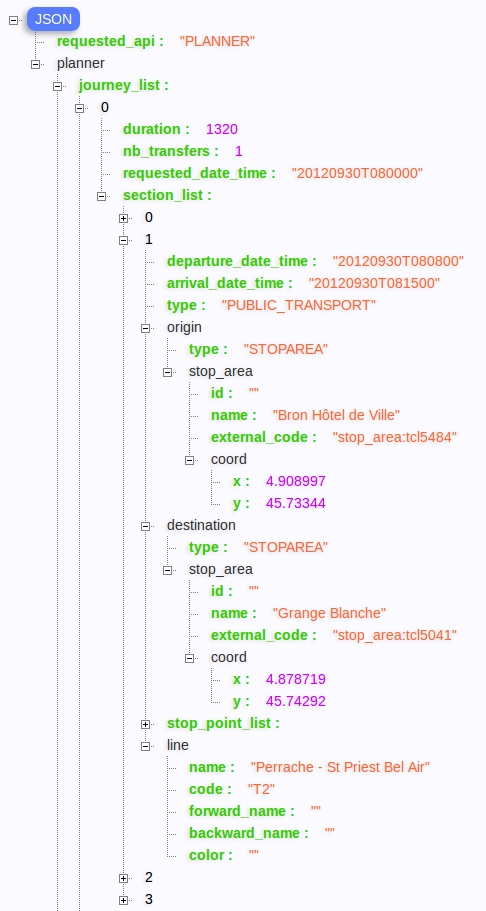 JSON
requested_api : "PLANNER"
planner
journey_list :
0
duration : 1320
nb_transfers : 1
requested_date_time : "20120930T080000"
section_list :
0
1
departure_date_time : "20120930T080800"
arrival_date_time : "20120930T081500"
type : "PUBLIC_TRANSPORT"
origin
type : "STOPAREA"
stop_area
id : ""
name : "Bron Hôtel de Ville"
external_code : "stop_area:tcl5484"
coord
x : 4.908997
y : 45.73344
destination
type : "STOPAREA"
stop_area
id : ""
name : "Grange Blanche"
external_code : "stop_area:tcl5041"
coord
x : 4.878719
y : 45.74292
stop_point_list :
line
name : "Perrache - St Priest Bel Air"
code : "T2"
forward_name : ""
backward_name : ""
color : ""
2
3